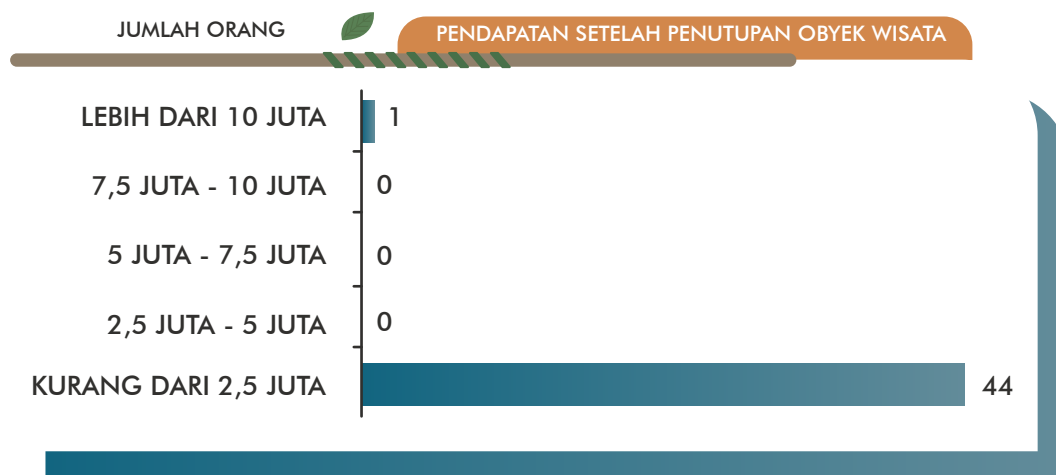 JUMLAH ORANG
PENDAPATAN SETELAH PENUTUPAN OBYEK WISATA
LEBIH DARI 10 JUTA 1
7,5 JUTA - 10 JUTA 0
5 JUTA - 7,5 JUTA 0
2,5 JUTA - 5 JUTA 0
KURANG DARI 2,5 JUTA 44